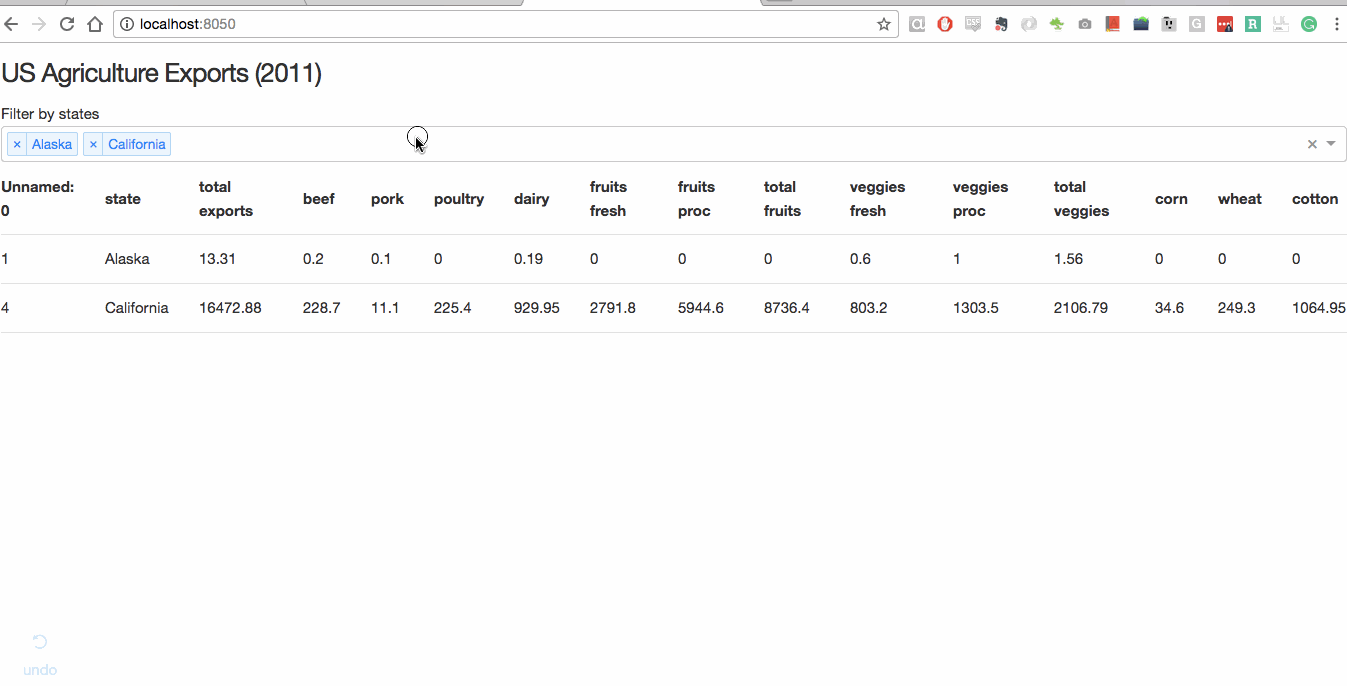 localhost:8050
US Agriculture Exports (2011)
Filter by states
× Alaska × California
Unnamed: 0 state total exports beef pork poultry dairy fruits fresh fruits proc total fruits veggies fresh veggies proc total veggies corn wheat cotton
1 Alaska 13.31 0.2 0.1 0 0.19 0 0 0 0.6 1 1.56 0 0 0
4 California 16472.88 228.7 11.1 225.4 929.95 2791.8 5944.6 8736.4 803.2 1303.5 2106.79 34.6 249.3 1064.95
undo